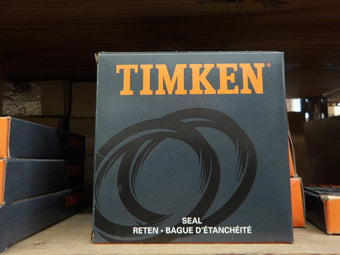 TIMKEN®
SEAL
RETEN • BAGUE D'ÉTANCHÉITÉ